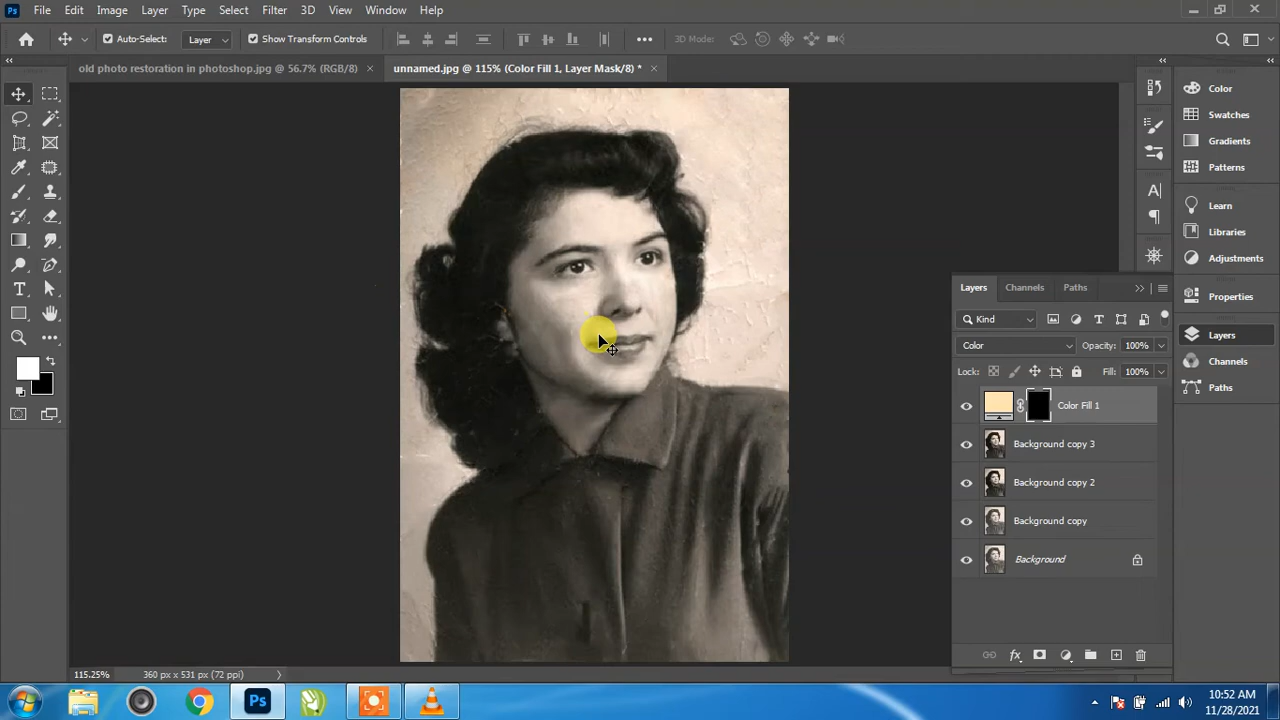 Ps File Edit Image Layer Type Select Filter 3D View Window Help
Auto-Select: Layer Show Transform Controls 3D Mode:
old photo restoration in photoshop.jpg @ 56.7% (RGB/8) unnamed.jpg @ 115% (Color Fill 1, Layer Mask/8) *
Color
Swatches
Gradients
Patterns
Learn
Libraries
Adjustments
Properties
Layers
Channels
Paths
Layers Channels Paths
Kind
Color Opacity: 100%
Lock: Fill: 100%
Color Fill 1
Background copy 3
Background copy 2
Background copy
Background
115.25% 360 px x 531 px (72 ppi)
Ps
10:52 AM
11/28/2021